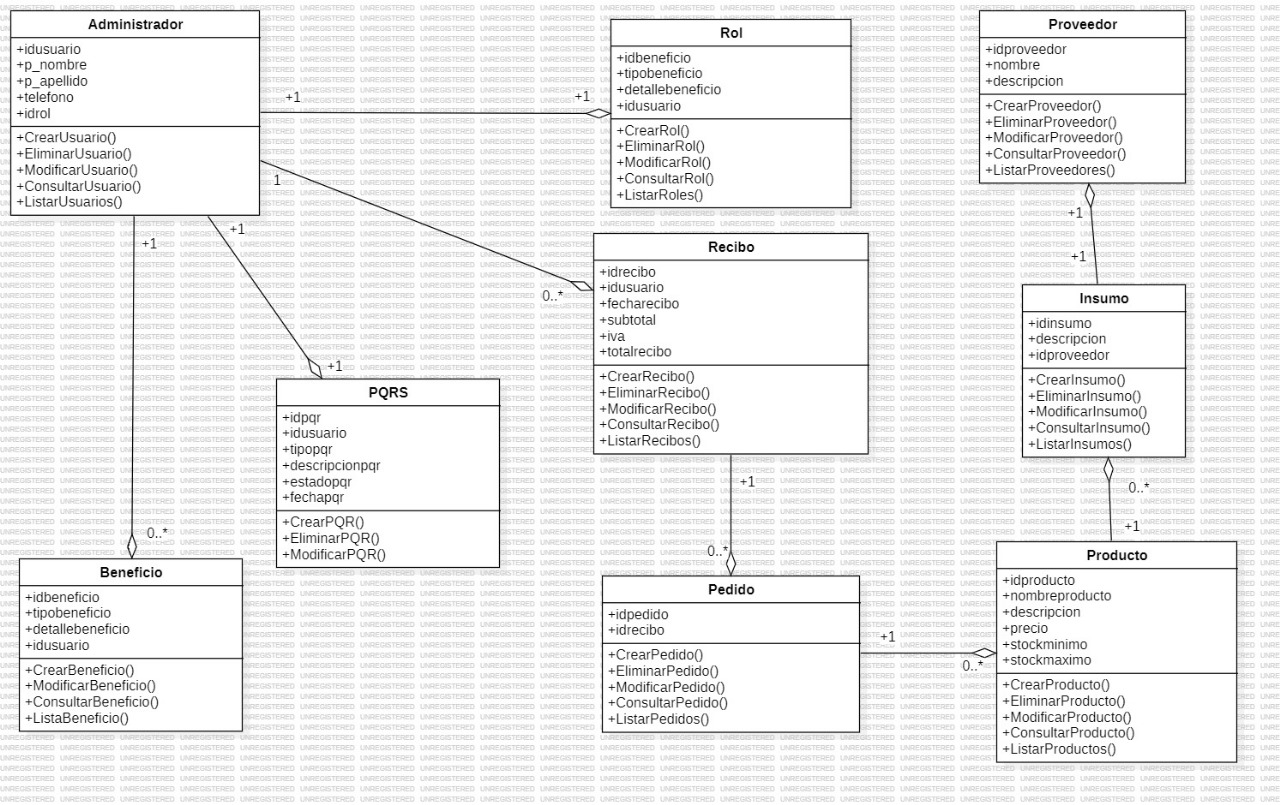 Administrador
+idusuario
+p_nombre
+p_apellido
+telefono
+idrol
+CrearUsuario()
+EliminarUsuario()
+ModificarUsuario()
+ConsultarUsuario()
+ListarUsuarios()
+1
+1
Rol
+idbeneficio
+tipobeneficio
+detallebeneficio
+idusuario
+CrearRol()
+EliminarRol()
+ModificarRol()
+ConsultarRol()
+ListarRoles()
Proveedor
+idproveedor
+nombre
+descripcion
+CrearProveedor()
+EliminarProveedor()
+ModificarProveedor()
+ConsultarProveedor()
+ListarProveedores()
1
0..*
+1
+1
+1
0..*
+1
+1
Recibo
+idrecibo
+idusuario
+fecharecibo
+subtotal
+iva
+totalrecibo
+CrearRecibo()
+EliminarRecibo()
+ModificarRecibo()
+ConsultarRecibo()
+ListarRecibos()
Insumo
+idinsumo
+descripcion
+idproveedor
+CrearInsumo()
+EliminarInsumo()
+ModificarInsumo()
+ConsultarInsumo()
+ListarInsumos()
PQRS
+idpqr
+idusuario
+tipopqr
+descripcionpqr
+estadopqr
+fechapqr
+CrearPQR()
+EliminarPQR()
+ModificarPQR()
+1
0..*
0..*
+1
Beneficio
+idbeneficio
+tipobeneficio
+detallebeneficio
+idusuario
+CrearBeneficio()
+ModificarBeneficio()
+ConsultarBeneficio()
+ListaBeneficio()
Pedido
+idpedido
+idrecibo
+CrearPedido()
+EliminarPedido()
+ModificarPedido()
+ConsultarPedido()
+ListarPedidos()
+1
0..*
Producto
+idproducto
+nombreproducto
+descripcion
+precio
+stockminimo
+stockmaximo
+CrearProducto()
+EliminarProducto()
+ModificarProducto()
+ConsultarProducto()
+ListarProductos()
UNREGISTERED